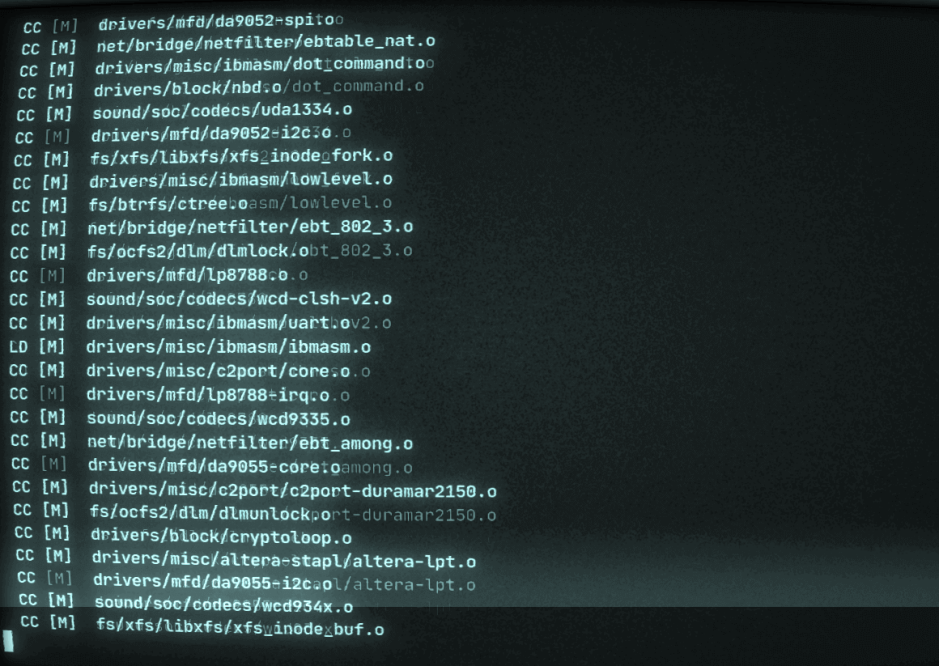 CC drivers/mfd/da9052-spi.o
CC [M] net/bridge/netfilter/ebtable_nat.o
CC [M] drivers/misc/ibmasm/dot_command.o
CC [M] drivers/block/nbd.o
CC [M] sound/soc/codecs/uda1334.o
CC drivers/mfd/da9052-i2c.o
CC [M] fs/xfs/libxfs/xfs_inode_fork.o
CC [M] drivers/misc/ibmasm/lowlevel.o
CC [M] fs/btrfs/ctree.o
CC [M] net/bridge/netfilter/ebt_802_3.o
CC [M] fs/ocfs2/dlm/dlmlock.o
CC drivers/mfd/lp8788.o
CC [M] sound/soc/codecs/wcd-clsh-v2.o
CC [M] drivers/misc/ibmasm/uart.o
LD [M] drivers/misc/ibmasm/ibmasm.o
CC [M] drivers/misc/c2port/core.o
CC drivers/mfd/lp8788-irq.o
CC [M] sound/soc/codecs/wcd9335.o
CC [M] net/bridge/netfilter/ebt_among.o
CC drivers/mfd/da9055-core.o
CC [M] drivers/misc/c2port/c2port-duramar2150.o
CC [M] fs/ocfs2/dlm/dlmunlock.o
CC [M] drivers/block/cryptoloop.o
CC [M] drivers/misc/altera-stapl/altera-lpt.o
CC drivers/mfd/da9055-i2c.o
CC [M] sound/soc/codecs/wcd934x.o
CC [M] fs/xfs/libxfs/xfs_inode_buf.o